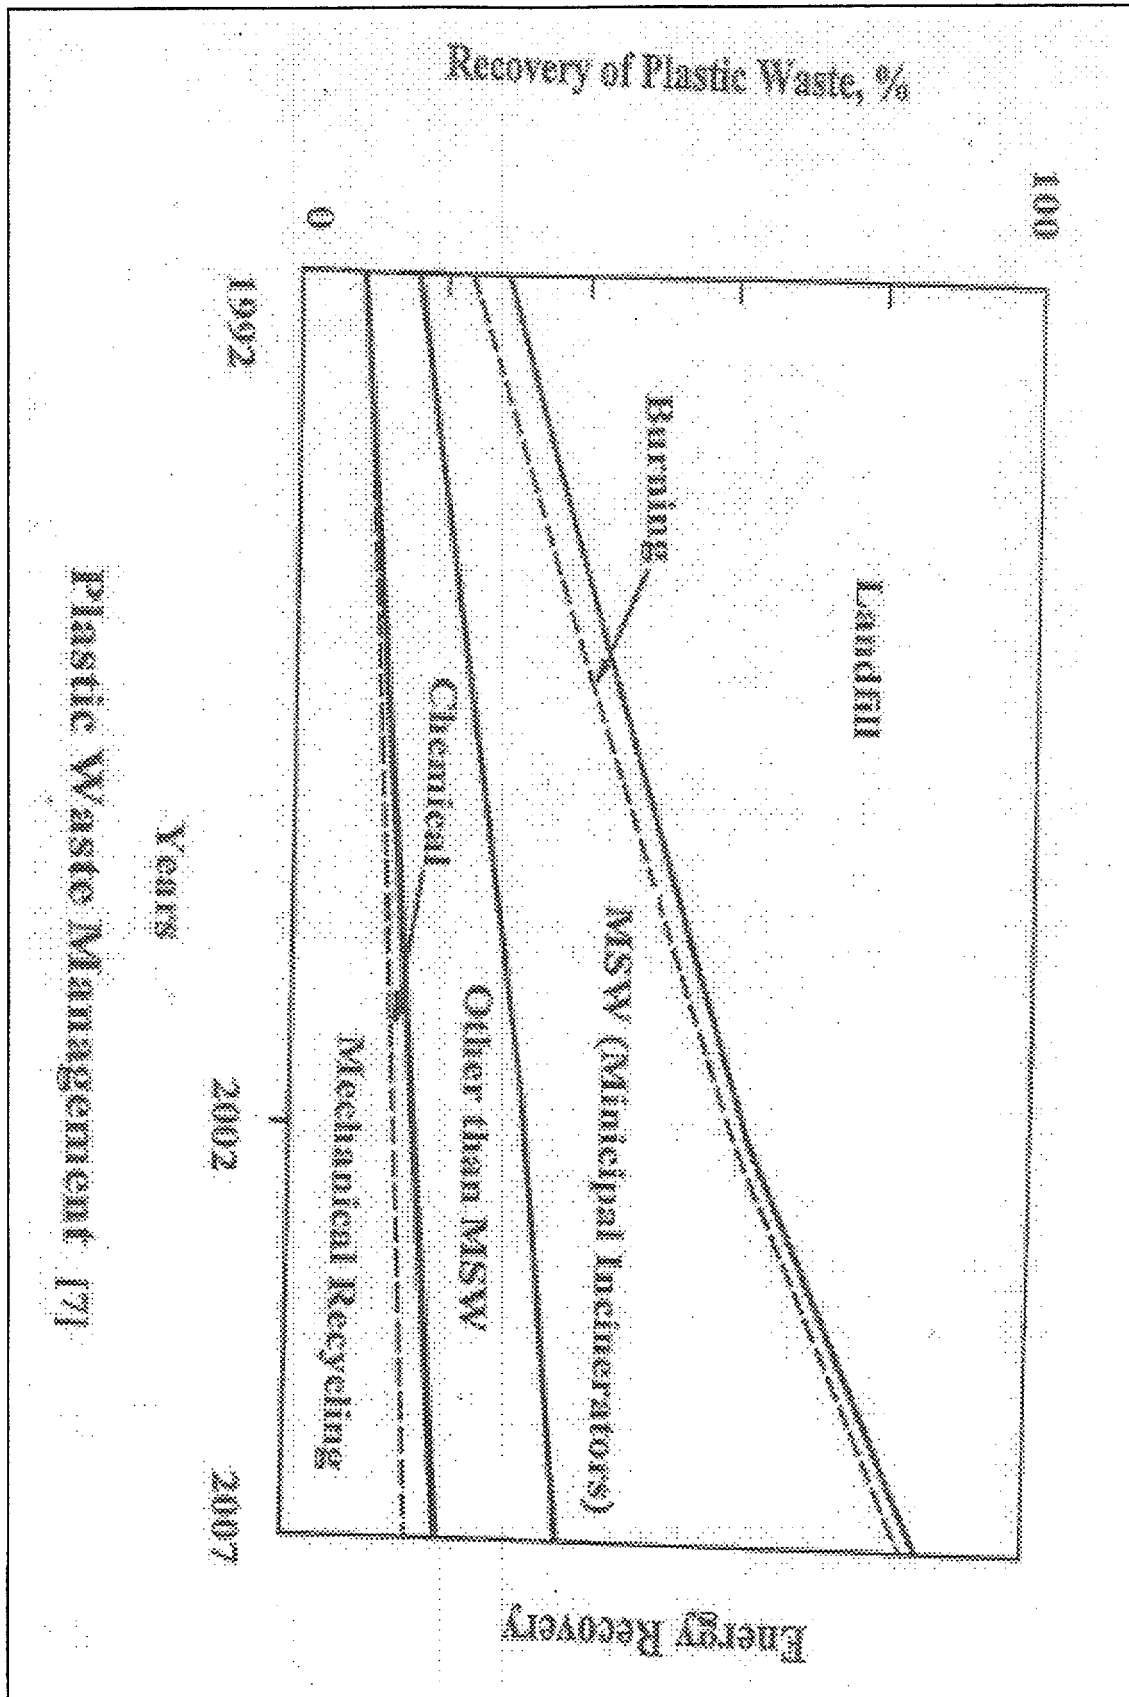 Recovery of Plastic Waste, %
100
0
Landfill
Burning
MSW (Minicipal Incinerators)
Other than MSW
Chemical
Mechanical Recycling
Energy Recovery
1992
2002
2007
Years
Plastic Waste Management [7]